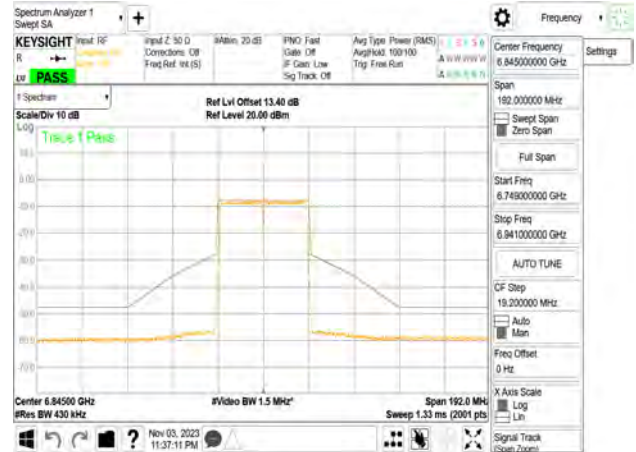 Spectrum Analyzer 1
Swept SA
+
Frequency
KEYSIGHT
Input: RF
Input Z: 50 Ω
#Atten: 20 dB
PNO: Fast
Avg Type: Power (RMS)
Corrections: Off
Gate: Off
Avg|Hold: 100/100
R
Freq Ref: Int (S)
IF Gain: Low
Trig: Free Run
Sig Track: Off
LV
PASS
1 Spectrum
Ref Lvl Offset 13.40 dB
Scale/Div 10 dB
Ref Level 20.00 dBm
Log
Trace 1 Pass
Center 6.84500 GHz
#Video BW 1.5 MHz*
Span 192.0 MHz
#Res BW 430 kHz
Sweep 1.33 ms (2001 pts
Nov 03, 2023
11:37:11 PM
?
Center Frequency
6.845000000 GHz
Settings
Span
192.000000 MHz
Swept Span
Zero Span
Full Span
Start Freq
6.749000000 GHz
Stop Freq
6.941000000 GHz
AUTO TUNE
CF Step
19.200000 MHz
Auto
Man
Freq Offset
0 Hz
X Axis Scale
Log
Lin
Signal Track
(Span Zoom)